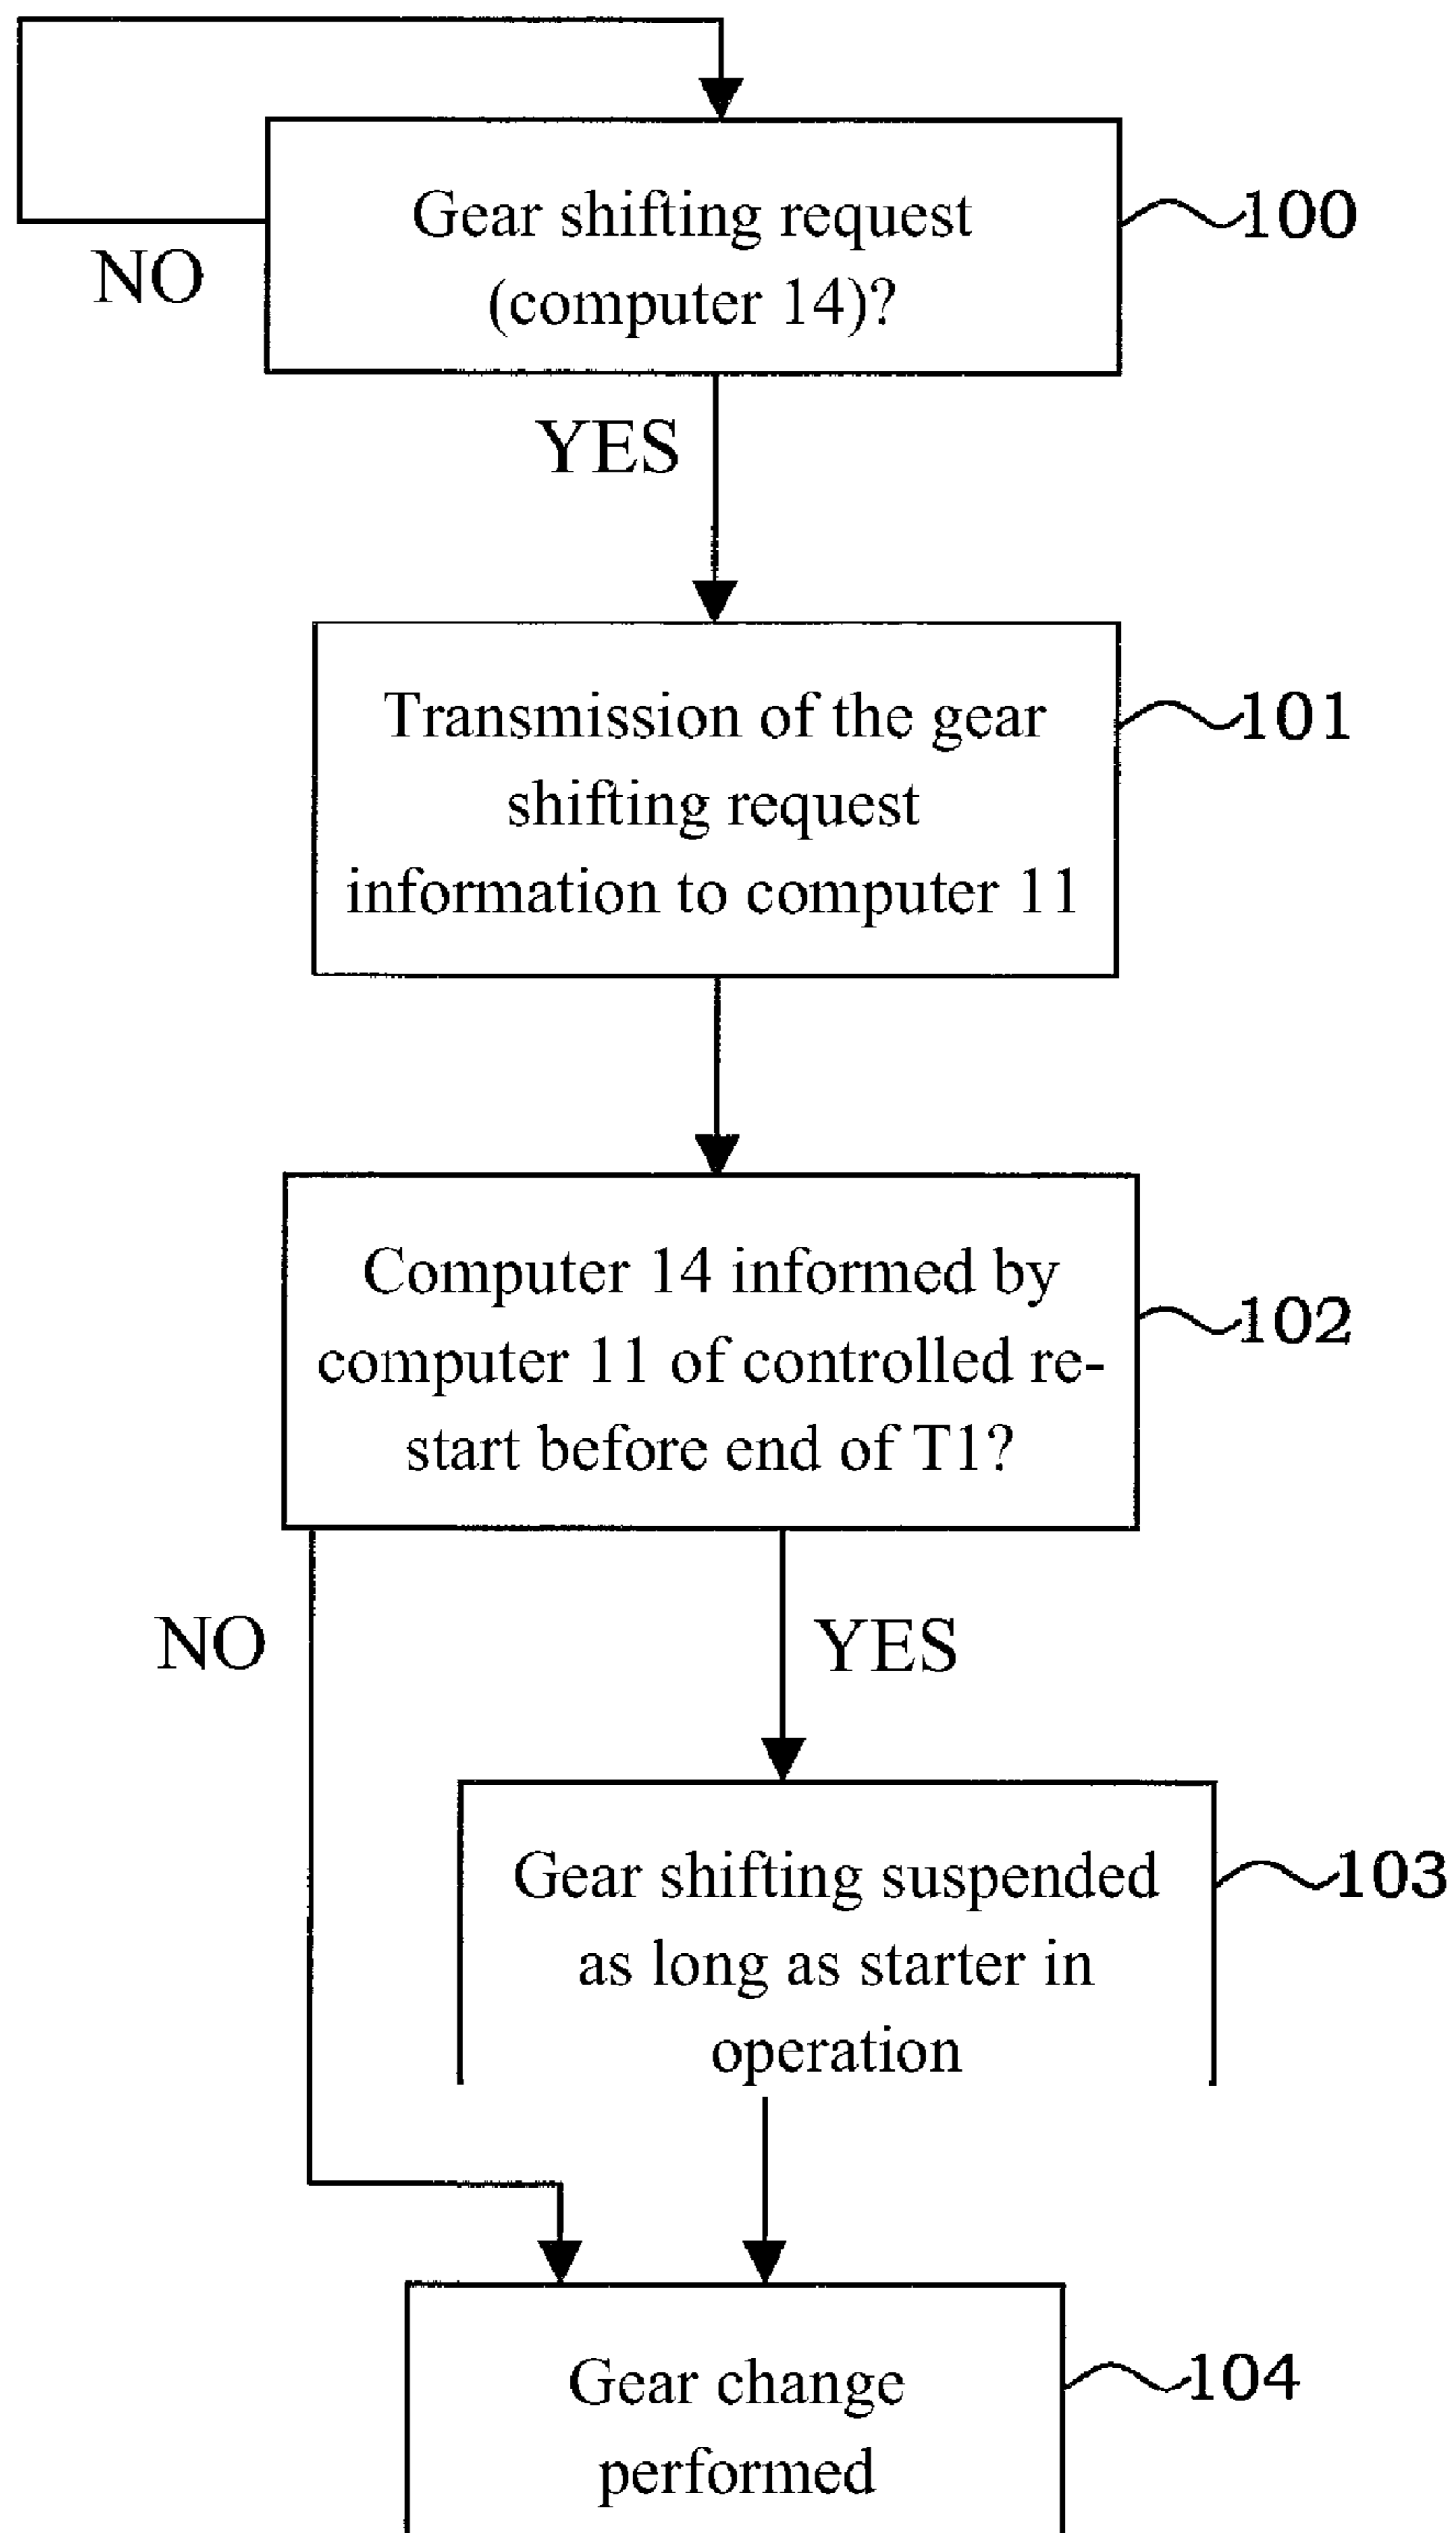 Gear shifting request
(computer 14)?
100
NO
YES
Transmission of the gear
shifting request
information to computer 11
101
Computer 14 informed by
computer 11 of controlled re-
start before end of T1?
102
NO
YES
Gear shifting suspended
as long as starter in
operation
103
Gear change
performed
104